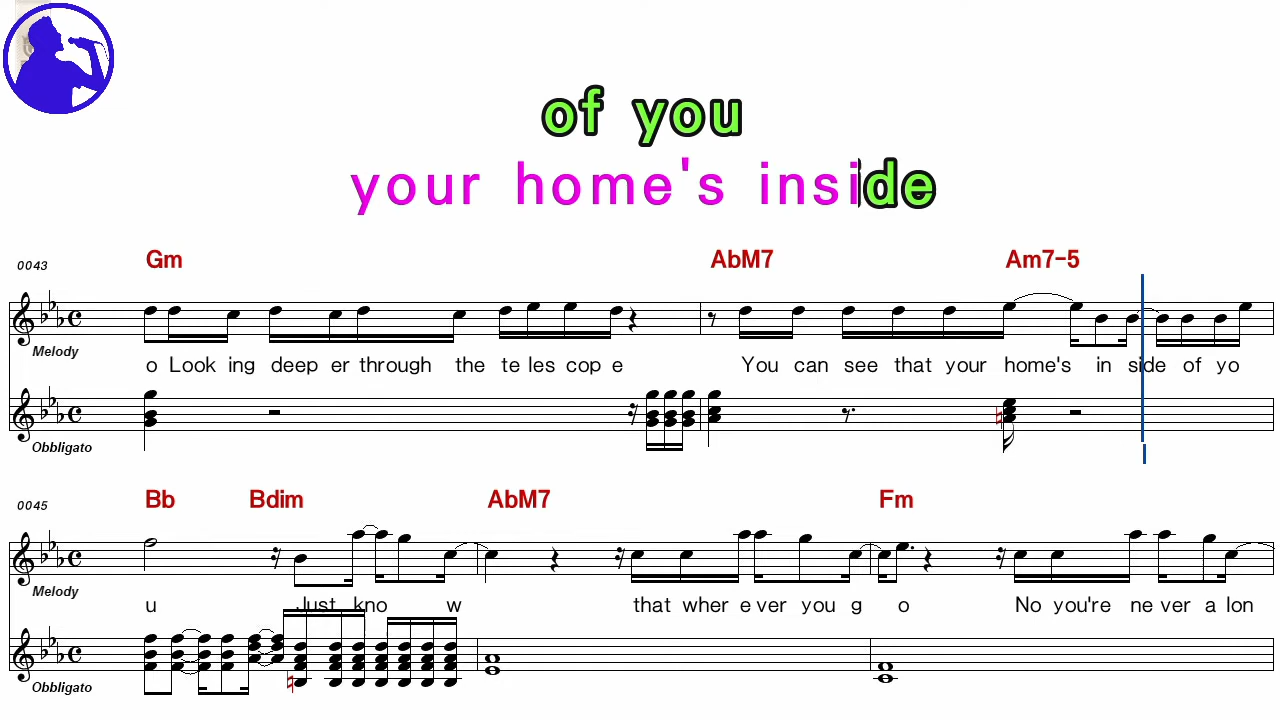 of you
your home's inside
0043 Gm AbM7 Am7-5
Melody
o Look ing deep er through the te les cop e You can see that your home's in side of yo
Obbligato
0045 Bb Bdim AbM7 Fm
Melody
u Just kno w that wher e ver you g o No you're ne ver a lon
Obbligato